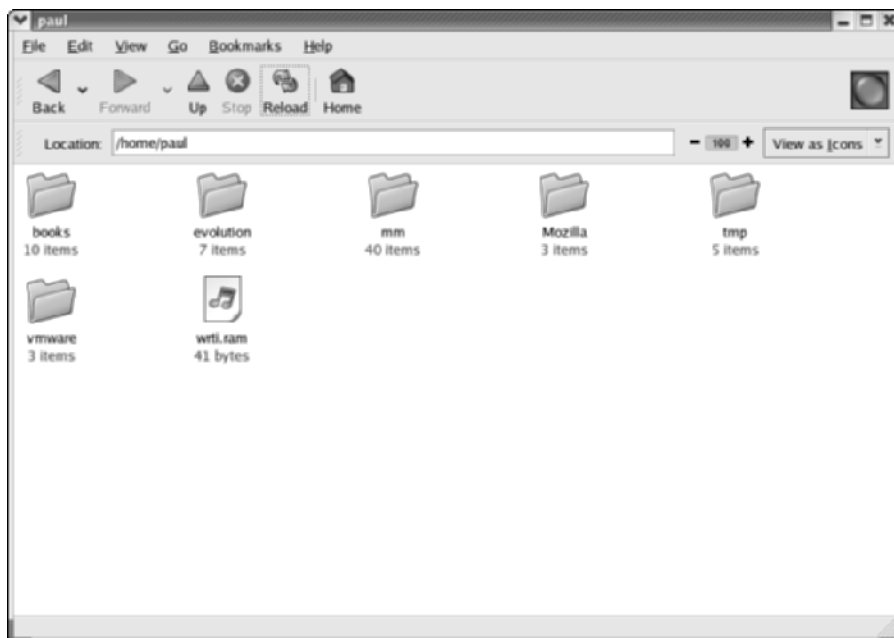 paul
File Edit View Go Bookmarks Help
Back Forward Up Stop Reload Home
Location: /home/paul - 100 + View as Icons
books evolution mm Mozilla tmp
10 items 7 items 40 items 3 items 5 items
vmware wrti.ram
3 items 41 bytes